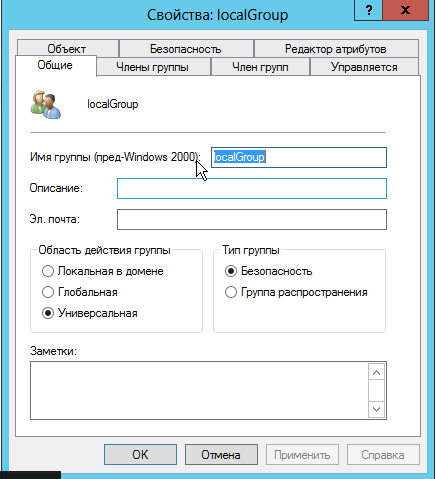 Свойства: localGroup
?
x
Объект Безопасность Редактор атрибутов
Общие Члены группы Член групп Управляется
localGroup
Имя группы (пред-Windows 2000): localGroup
Описание:
Эл. почта:
Область действия группы Тип группы
Локальная в домене Безопасность
Глобальная Группа распространения
Универсальная
Заметки:
OK Отмена Применить Справка